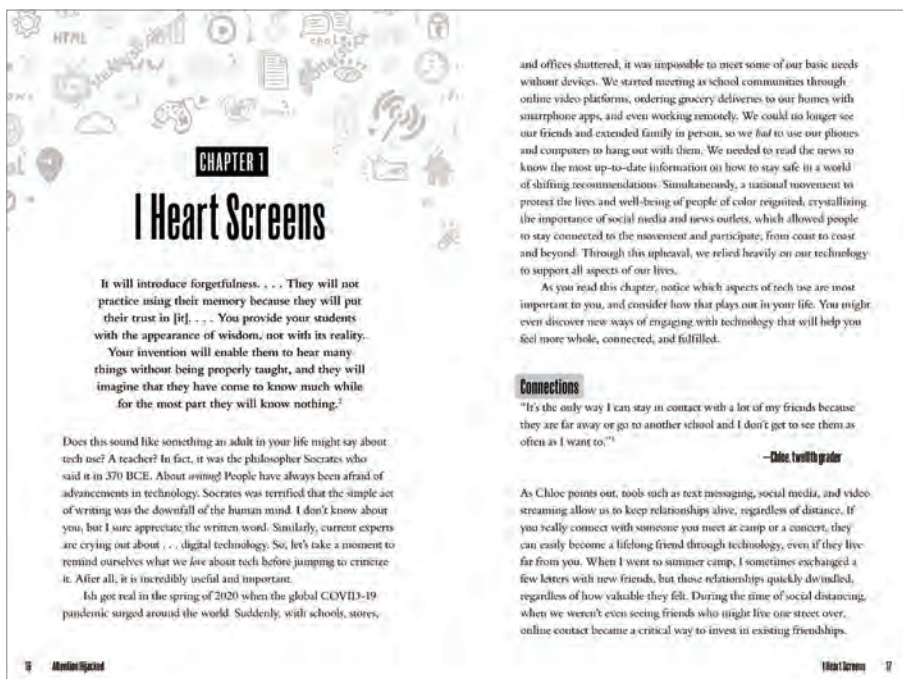 HTML
CHAPTER 1
I Heart Screens
It will introduce forgetfulness. . . . They will not
practice using their memory because they will put
their trust in [it]. . . . You provide your students
with the appearance of wisdom, not with its reality.
Your invention will enable them to hear many
things without being properly taught, and they will
imagine that they have come to know much while
for the most part they will know nothing.²
Does this sound like something an adult in your life might say about
tech use? A teacher? In fact, it was the philosopher Socrates who
said it in 370 BCE. About writing! People have always been afraid of
advancements in technology. Socrates was terrified that the simple act
of writing was the downfall of the human mind. I don't know about
you, but I sure appreciate the written word. Similarly, current experts
are crying out about . . . digital technology. So, let's take a moment to
remind ourselves what we love about tech before jumping to criticize
it. After all, it is incredibly useful and important.
Ish got real in the spring of 2020 when the global COVID-19
pandemic surged around the world. Suddenly, with schools, stores,
16 Attention Hijacked
and offices shuttered, it was impossible to meet some of our basic needs
without devices. We started meeting as school communities through
online video platforms, ordering grocery deliveries to our homes with
smartphone apps, and even working remotely. We could no longer see
our friends and extended family in person, so we had to use our phones
and computers to hang out with them. We needed to read the news to
know the most up-to-date information on how to stay safe in a world
of shifting recommendations. Simultaneously, a national movement to
protect the lives and well-being of people of color reignited, crystallizing
the importance of social media and news outlets, which allowed people
to stay connected to the movement and participate, from coast to coast
and beyond. Through this upheaval, we relied heavily on our technology
to support all aspects of our lives.
As you read this chapter, notice which aspects of tech use are most
important to you, and consider how that plays out in your life. You might
even discover new ways of engaging with technology that will help you
feel more whole, connected, and fulfilled.
Connections
"It's the only way I can stay in contact with a lot of my friends because
they are far away or go to another school and I don't get to see them as
often as I want to."
—Chloe, twelfth grader
As Chloe points out, tools such as text messaging, social media, and video
streaming allow us to keep relationships alive, regardless of distance. If
you really connect with someone you meet at camp or a concert, they
can easily become a lifelong friend through technology, even if they live
far from you. When I went to summer camp, I sometimes exchanged a
few letters with new friends, but those relationships quickly dwindled,
regardless of how valuable they felt. During the time of social distancing,
when we weren't even seeing friends who might live one street over,
online contact became a critical way to invest in existing friendships.
I Heart Screens 17